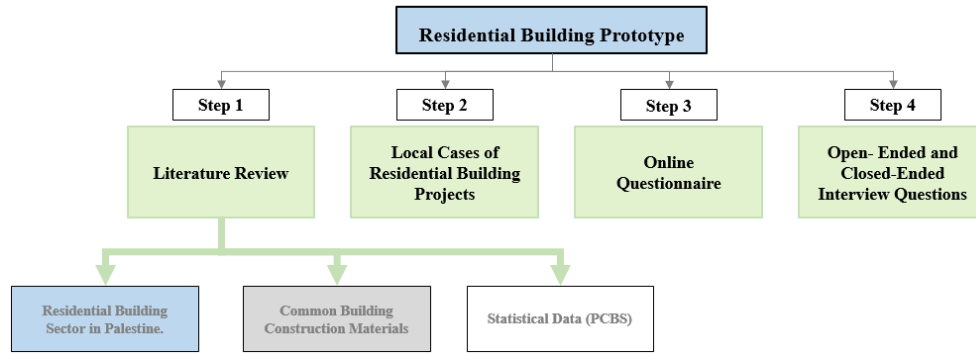 Residential Building Prototype
Step 1
Step 2
Step 3
Step 4
Literature Review
Local Cases of
Residential Building
Projects
Online
Questionnaire
Open- Ended and
Closed-Ended
Interview Questions
Residential Building
Sector in Palestine.
Common Building
Construction Materials
Statistical Data (PCBS)